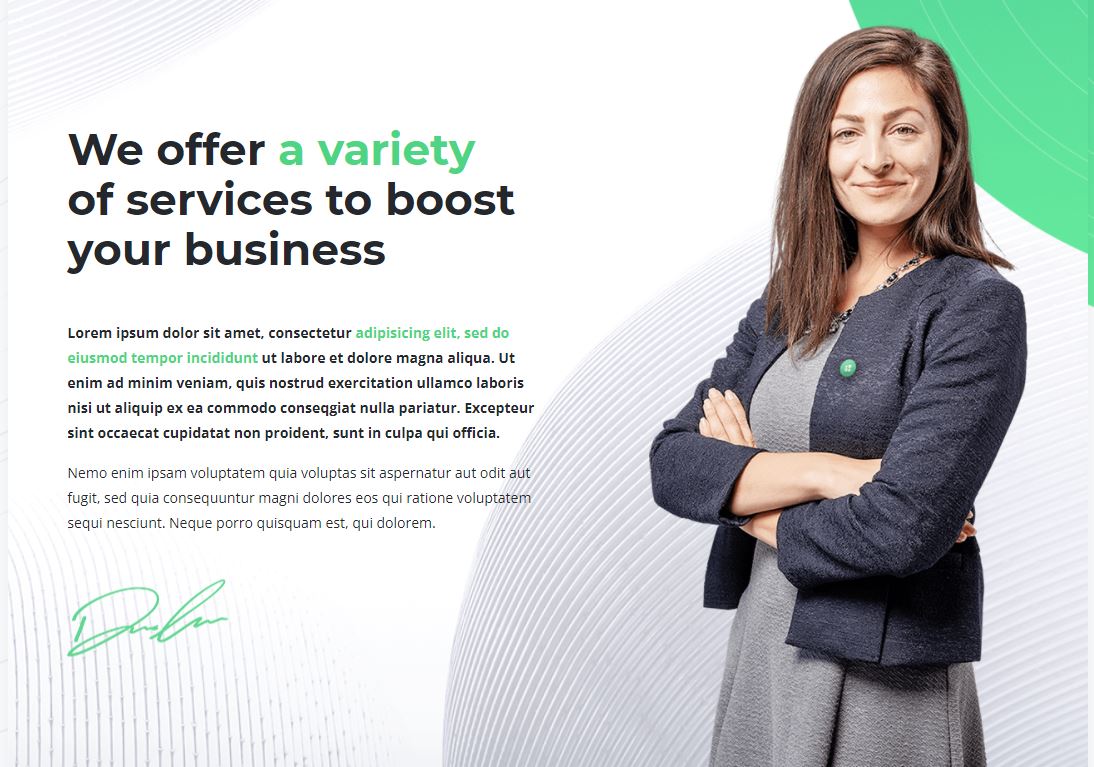 We offer a variety
of services to boost
your business
Lorem ipsum dolor sit amet, consectetur adipisicing elit, sed do
eiusmod tempor incididunt ut labore et dolore magna aliqua. Ut
enim ad minim veniam, quis nostrud exercitation ullamco laboris
nisi ut aliquip ex ea commodo conseqgiat nulla pariatur. Excepteur
sint occaecat cupidatat non proident, sunt in culpa qui officia.
Nemo enim ipsam voluptatem quia voluptas sit aspernatur aut odit aut
fugit, sed quia consequuntur magni dolores eos qui ratione voluptatem
sequi nesciunt. Neque porro quisquam est, qui dolorem.